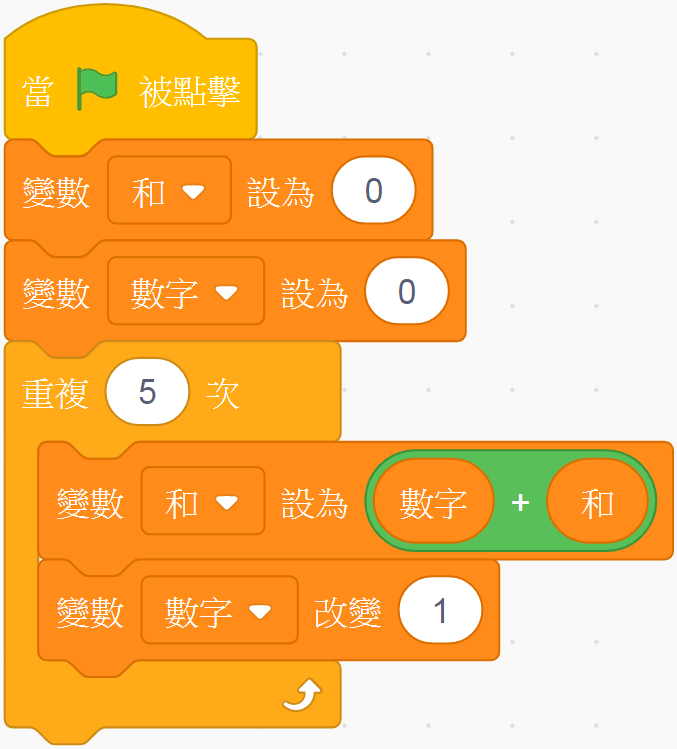 當 被點擊
變數 和 設為 0
變數 數字 設為 0
重複 5 次
變數 和 設為 數字 + 和
變數 數字 改變 1